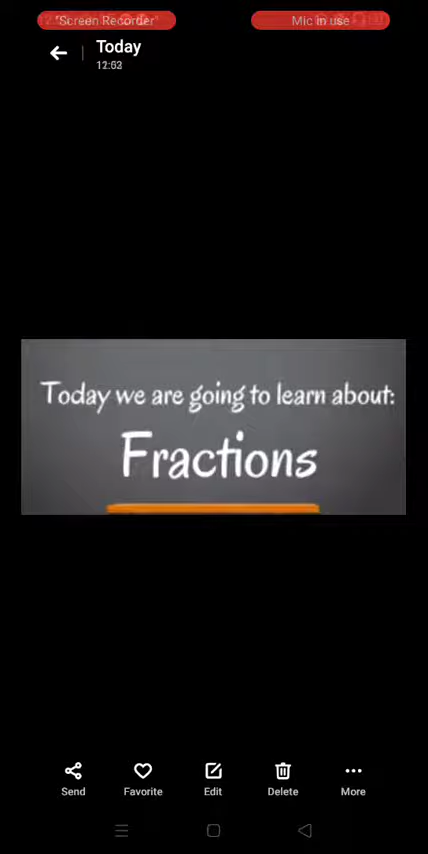 "Screen Recorder"
Mic in use
Today
12:52
Today we are going to learn about:
Fractions
Send
Favorite
Edit
Delete
More